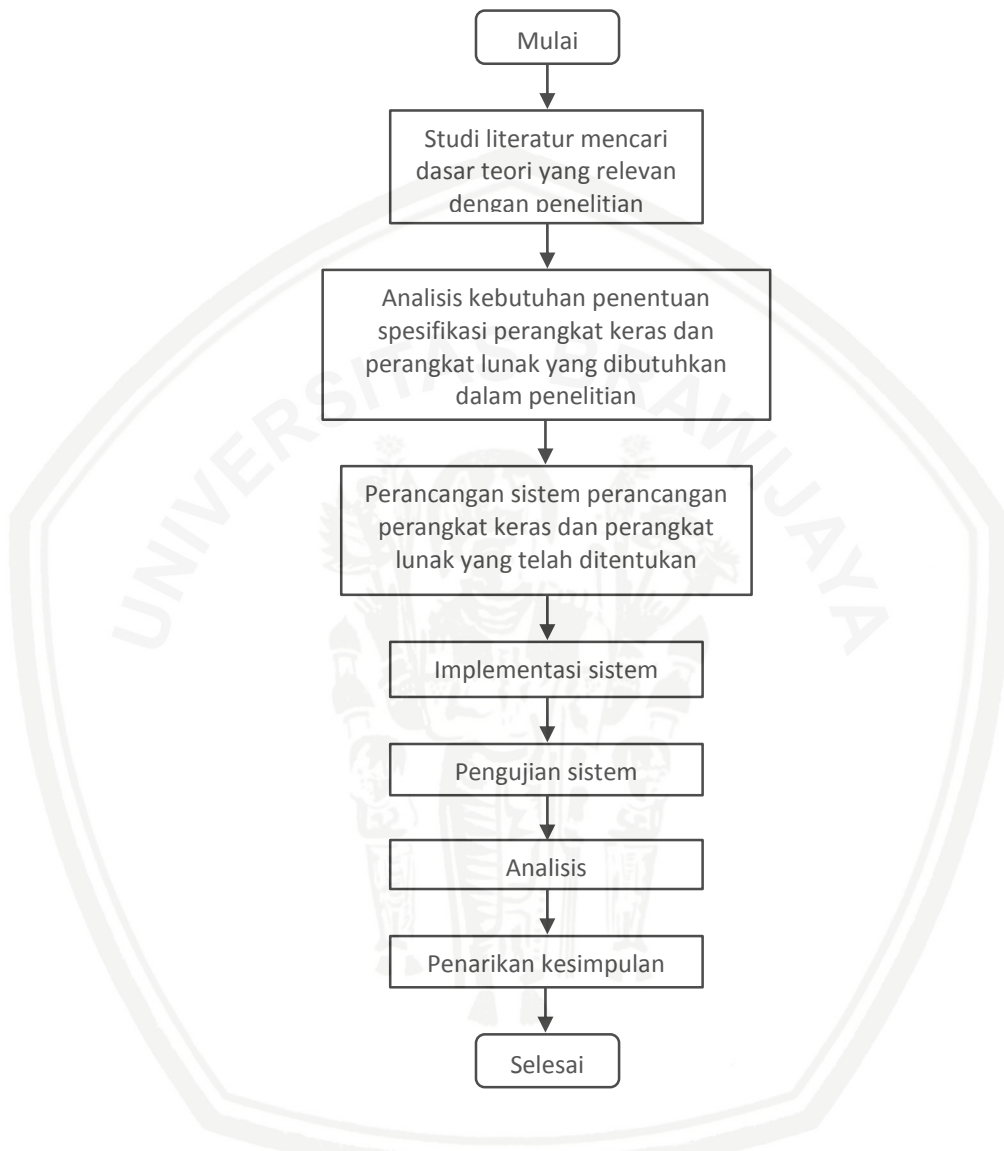 Mulai
Studi literatur mencari
dasar teori yang relevan
dengan penelitian
Analisis kebutuhan penentuan
spesifikasi perangkat keras dan
perangkat lunak yang dibutuhkan
dalam penelitian
Perancangan sistem perancangan
perangkat keras dan perangkat
lunak yang telah ditentukan
Implementasi sistem
Pengujian sistem
Analisis
Penarikan kesimpulan
Selesai
UNIVERSITAS BRAWIJAYA